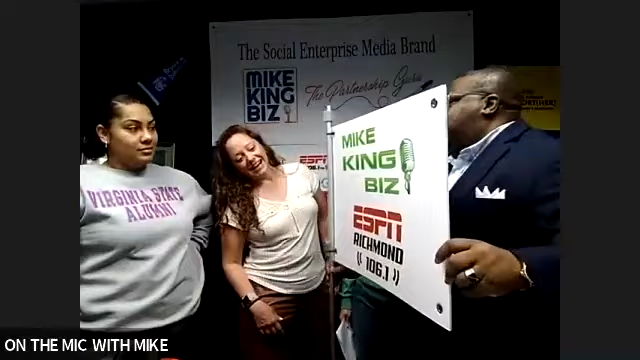 The Social Enterprise Media Brand
MIKE
KING
BIZ
The Partnership Guru
ESPN
MIKE
KING
BIZ
ESPN
RICHMOND
106.1
VIRGINIA STATE
ALUMNI
ON THE MIC WITH MIKE